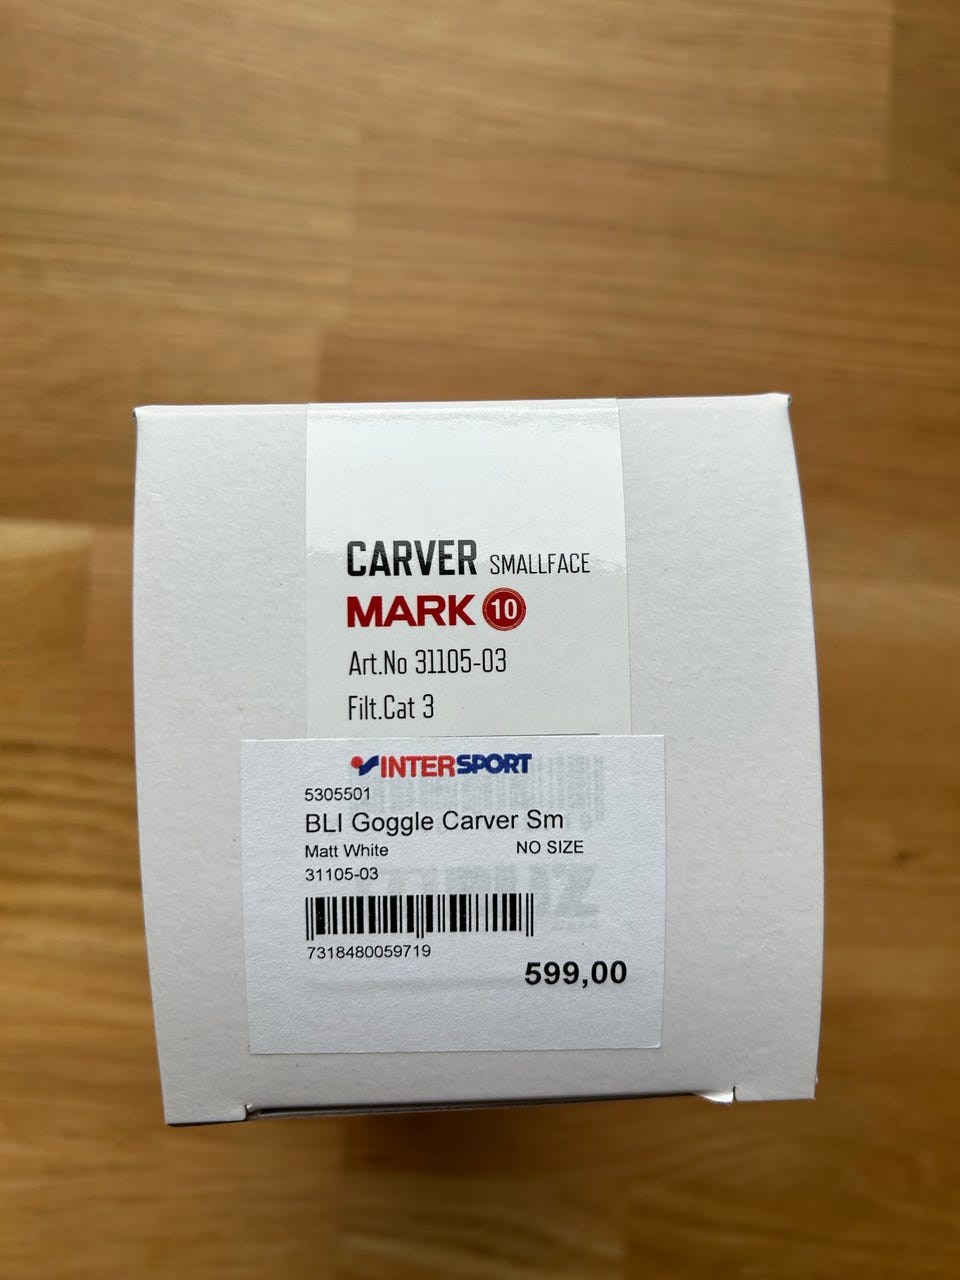 CARVER SMALLFACE
MARK 10
Art.No 31105-03
Filt.Cat 3
INTERSPORT
5305501
BLI Goggle Carver Sm
Matt White NO SIZE
31105-03
7318480059719
599,00